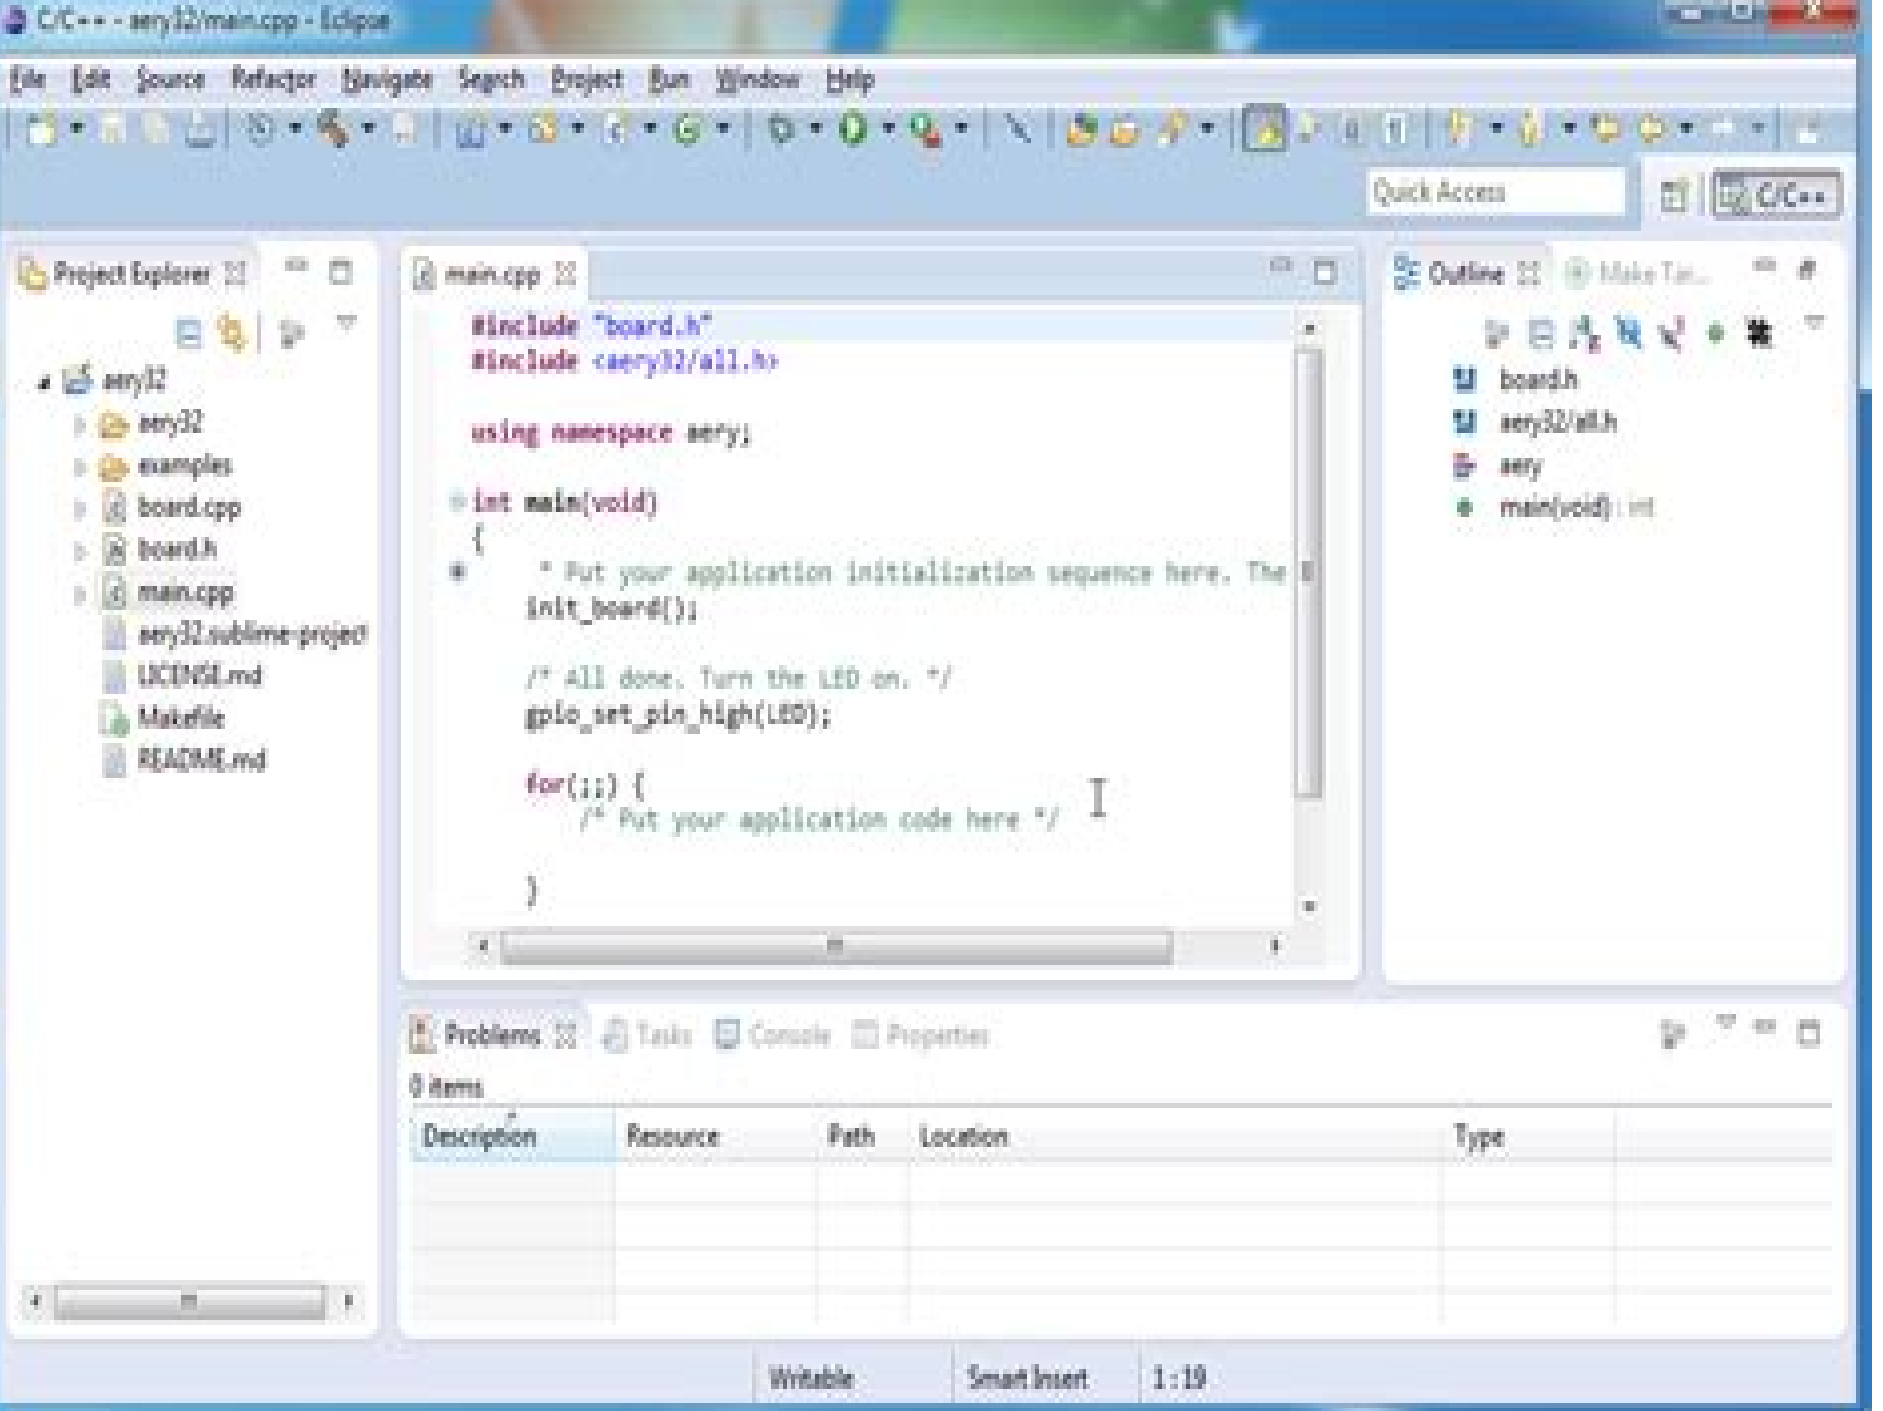 C/C++ - aery32/main.cpp - Eclipse
File Edit Source Refactor Navigate Search Project Run Window Help
Quick Access
C/C++
Project Explorer
aery32
aery32
examples
board.cpp
board.h
main.cpp
aery32.sublime-project
LICENSE.md
Makefile
README.md
main.cpp
#include "board.h"
#include <aery32/all.h>
using namespace aery;
int main(void)
{
* Put your application initialization sequence here. The
init_board();
/* All done. Turn the LED on. */
gpio_set_pin_high(LED);
for(;;) {
/* Put your application code here */
}
Outline Make Tar...
board.h
aery32/all.h
aery
main(void) : int
Problems Tasks Console Properties
0 items
Description Resource Path Location Type
Writable Smart Insert 1 : 19